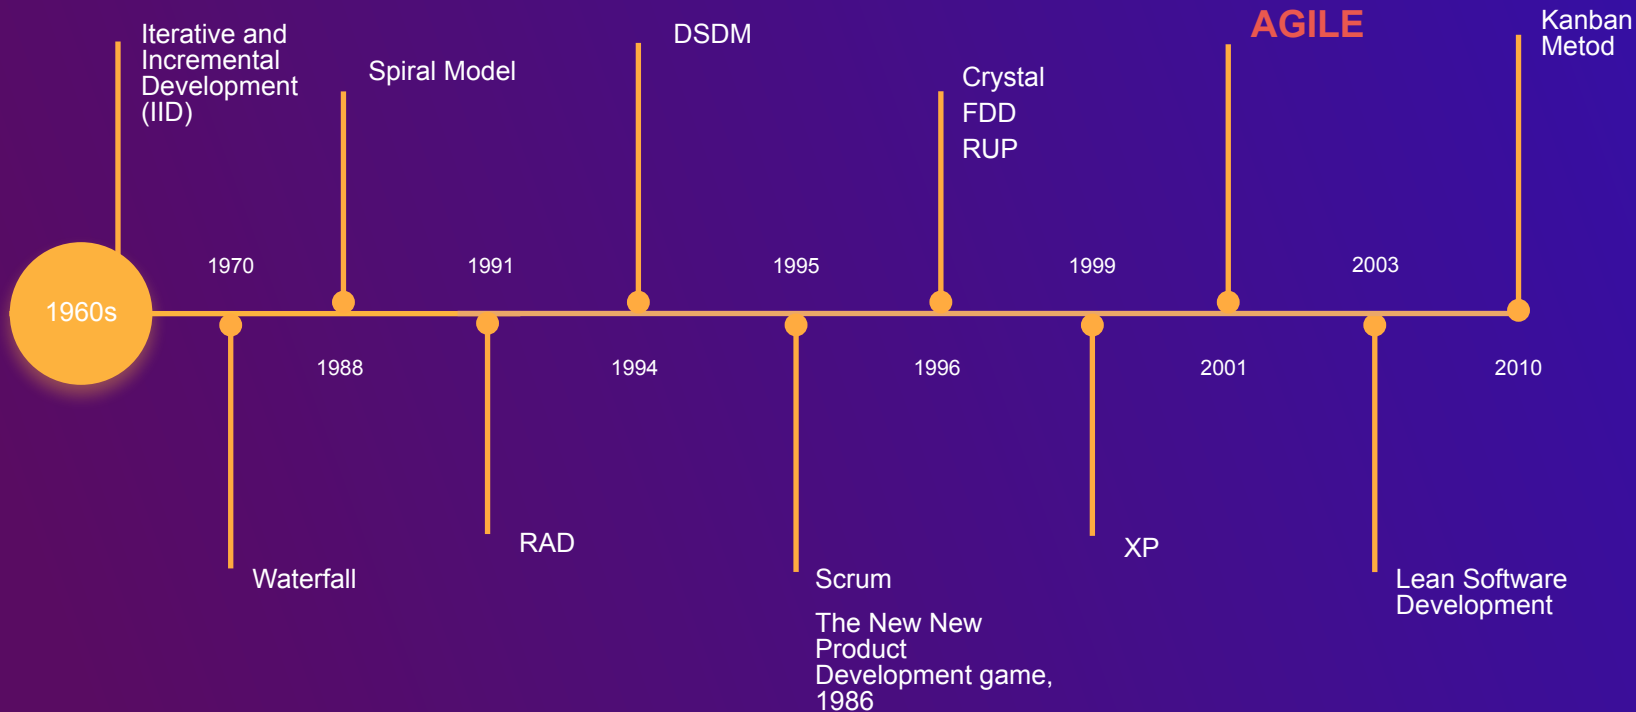 Iterative and
Incremental
Development
(IID)
Spiral Model
DSDM
Crystal
FDD
RUP
AGILE
Kanban
Metod
1960s
1970
1991
1995
1999
2003
1988
1994
1996
2001
2010
Waterfall
RAD
Scrum
The New New
Product
Development game,
1986
XP
Lean Software
Development